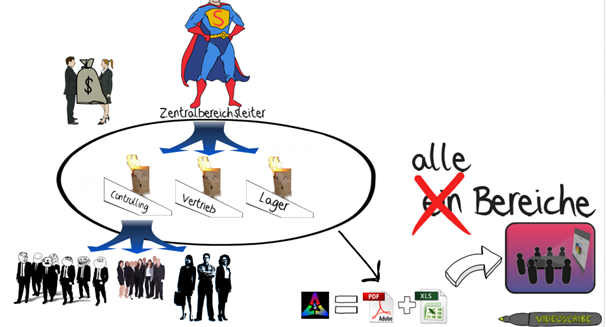 S
$
Zentralbereichsleiter
Controlling
Vertrieb
Lager
alle
ein Bereiche
PDF
Adobe
XLS
VIDEOSCRIBE